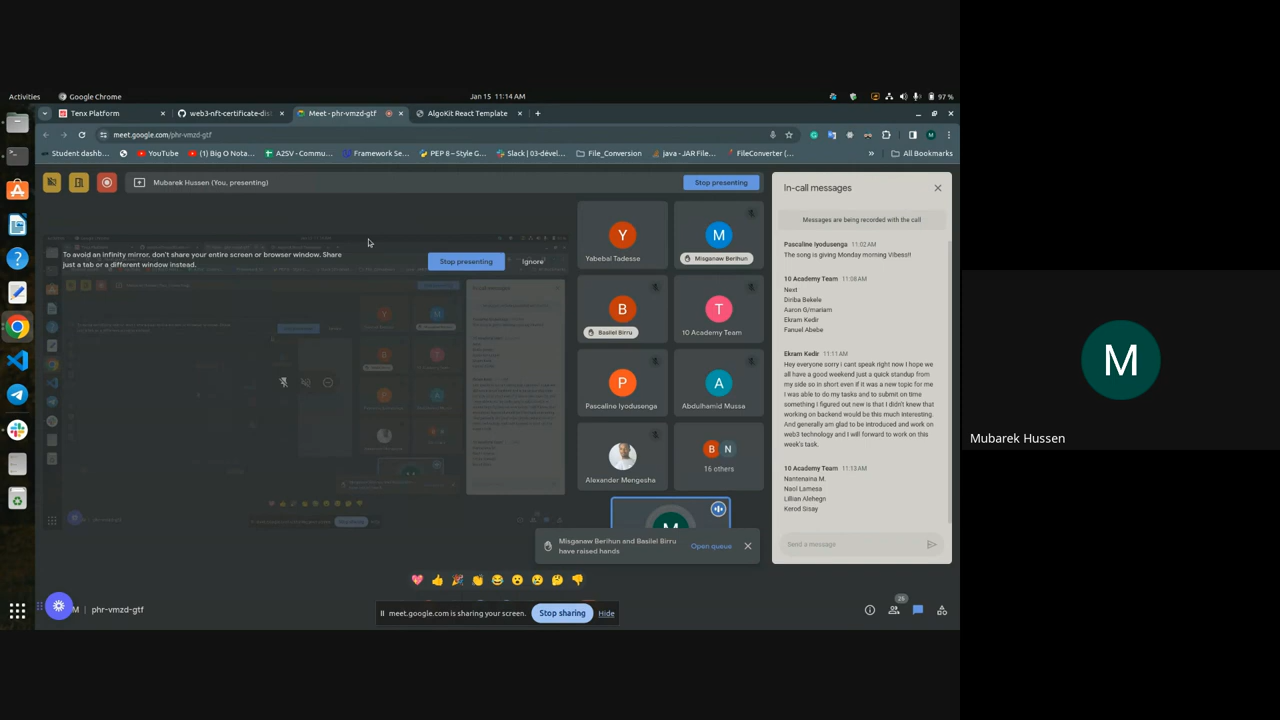 Activities
Google Chrome
Jan 15 11:14 AM
97 %
Tenx Platform
web3-nft-certificate-dis
Meet - phr-vmzd-gtf
AlgoKit React Template
meet.google.com/phr-vmzd-gtf
Student dashb...
YouTube
(1) Big O Nota...
A2SV - Commu...
Framework Se...
PEP 8 – Style G...
Slack | 03-ével...
File_Conversion
java - JAR File...
FileConverter (...
»
All Bookmarks
Mubarek Hussen (You, presenting)
Stop presenting
To avoid an infinity mirror, don't share your entire screen or browser window. Share
just a tab or a different window instead.
Stop presenting
Ignore
Y
Yabebal Tadesse
M
Misganaw Berihun
B
Basilel Birru
T
10 Academy Team
P
Pascaline Iyodusenga
A
Abdulhamid Mussa
Alexander Mengesha
B N
16 others
Misganaw Berihun and Basilel Birru
have raised hands
Open queue
In-call messages
Messages are being recorded with the call
Pascaline Iyodusenga 11:02 AM
The song is giving Monday morning Vibess!!
10 Academy Team 11:08 AM
Next
Diriba Bekele
Aaron G/mariam
Ekram Kedir
Fanuel Abebe
Ekram Kedir 11:11 AM
Hey everyone sorry i cant speak right now I hope we
all have a good weekend just a quick standup from
my side so in short even if it was a new topic for me
I was able to do my tasks and to submit on time
something i figured out now is that I didn't knew that
working on backend would be this much interesting.
And generally am glad to be introduced and work on
web3 technology and I will forward to work on this
week's task.
10 Academy Team 11:13 AM
Nantenaina M.
Naol Lamesa
Lillian Alehegn
Kerod Sisay
Send a message
M | phr-vmzd-gtf
meet.google.com is sharing your screen.
Stop sharing
Hide
26
M
Mubarek Hussen